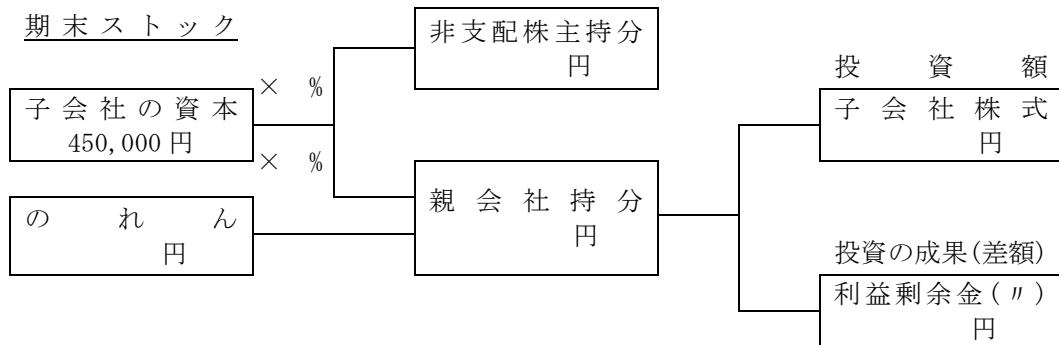 期末ストック
非支配株主持分
円
× %
子会社の資本
450,000円
× %
のれん
円
親会社持分
円
投資額
子会社株式
円
投資の成果(差額)
利益剰余金(〃)
円